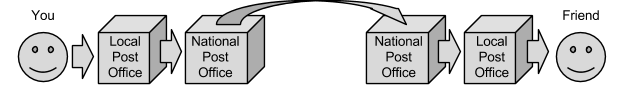 You
Local
Post
Office
National
Post
Office
National
Post
Office
Local
Post
Office
Friend